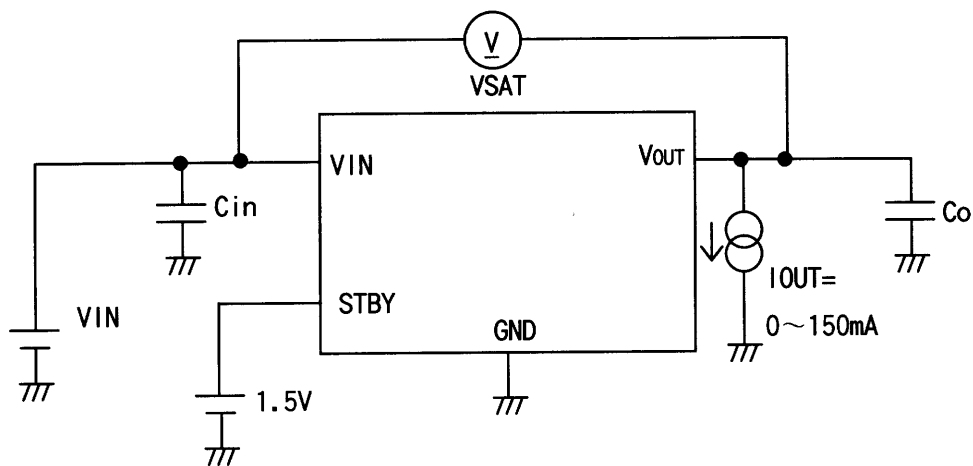 V
VSAT
VIN
VOUT
Cin
Co
STBY
IOUT=
0~150mA
VIN
GND
1.5V